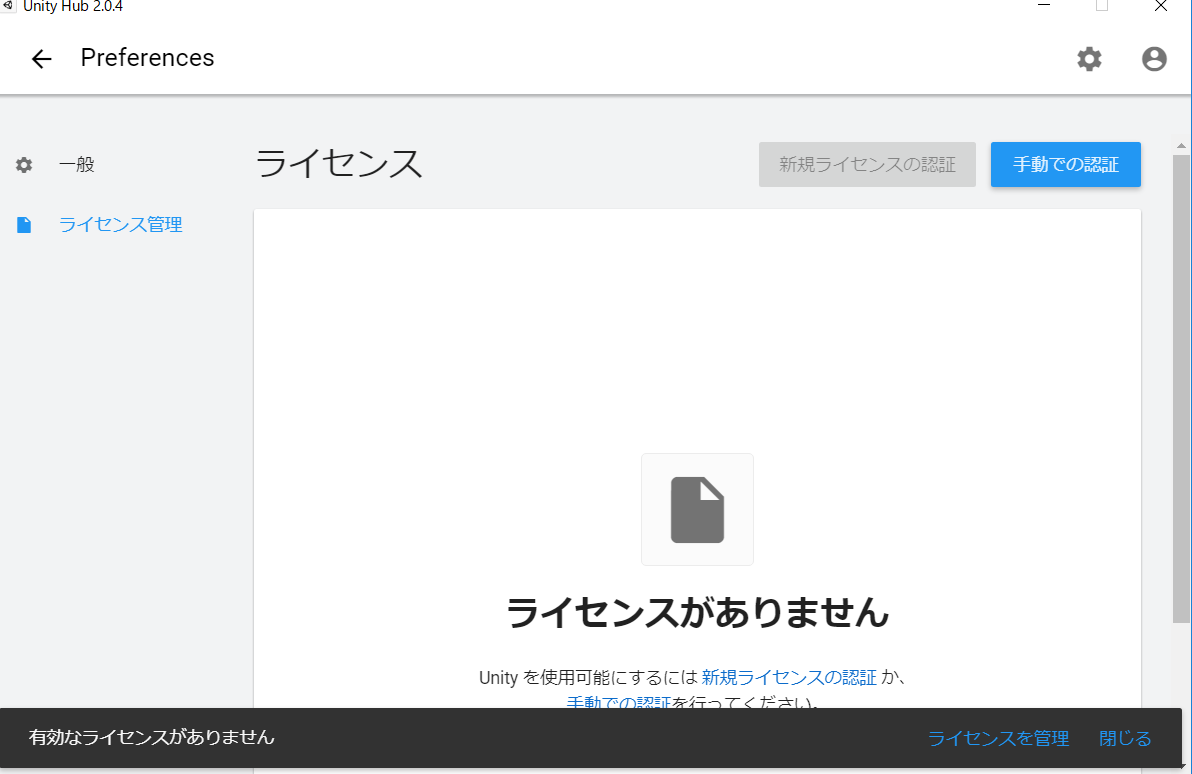 Unity Hub 2.0.4
Preferences
一般
ライセンス管理
ライセンス
新規ライセンスの認証
手動での認証
ライセンスがありません
Unity を使用可能にするには 新規ライセンスの認証 か、
手動での認証を行ってください。
有効なライセンスがありません
ライセンスを管理
閉じる